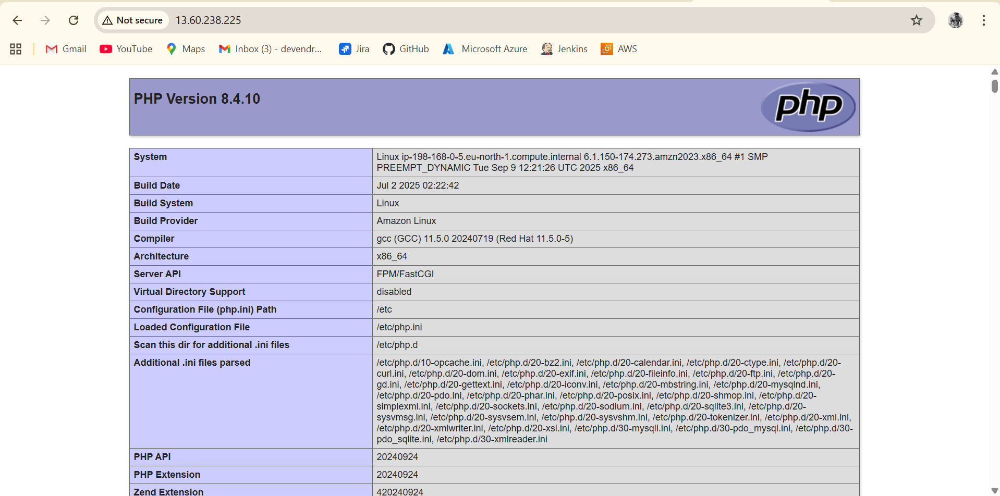 Not secure 13.60.238.225
Gmail YouTube Maps Inbox (3) - devendr... Jira GitHub Microsoft Azure Jenkins AWS
PHP Version 8.4.10
php
System Linux ip-198-168-0-5.eu-north-1.compute.internal 6.1.150-174.273.amzn2023.x86_64 #1 SMP
PREEMPT_DYNAMIC Tue Sep 9 12:21:26 UTC 2025 x86_64
Build Date Jul 2 2025 02:22:42
Build System Linux
Build Provider Amazon Linux
Compiler gcc (GCC) 11.5.0 20240719 (Red Hat 11.5.0-5)
Architecture x86_64
Server API FPM/FastCGI
Virtual Directory Support disabled
Configuration File (php.ini) Path /etc
Loaded Configuration File /etc/php.ini
Scan this dir for additional .ini files /etc/php.d
Additional .ini files parsed /etc/php.d/10-opcache.ini, /etc/php.d/20-bz2.ini, /etc/php.d/20-calendar.ini, /etc/php.d/20-ctype.ini, /etc/php.d/20-
curl.ini, /etc/php.d/20-dom.ini, /etc/php.d/20-exif.ini, /etc/php.d/20-fileinfo.ini, /etc/php.d/20-ftp.ini, /etc/php.d/20-
gd.ini, /etc/php.d/20-gettext.ini, /etc/php.d/20-iconv.ini, /etc/php.d/20-mbstring.ini, /etc/php.d/20-mysqlnd.ini,
/etc/php.d/20-pdo.ini, /etc/php.d/20-phar.ini, /etc/php.d/20-posix.ini, /etc/php.d/20-shmop.ini, /etc/php.d/20-
simplexml.ini, /etc/php.d/20-sockets.ini, /etc/php.d/20-sodium.ini, /etc/php.d/20-sqlite3.ini, /etc/php.d/20-
sysvmsg.ini, /etc/php.d/20-sysvsem.ini, /etc/php.d/20-sysvshm.ini, /etc/php.d/20-tokenizer.ini, /etc/php.d/20-xml.ini,
/etc/php.d/20-xmlwriter.ini, /etc/php.d/20-xsl.ini, /etc/php.d/30-mysqli.ini, /etc/php.d/30-pdo_mysql.ini, /etc/php.d/30-
pdo_sqlite.ini, /etc/php.d/30-xmlreader.ini
PHP API 20240924
PHP Extension 20240924
Zend Extension 420240924